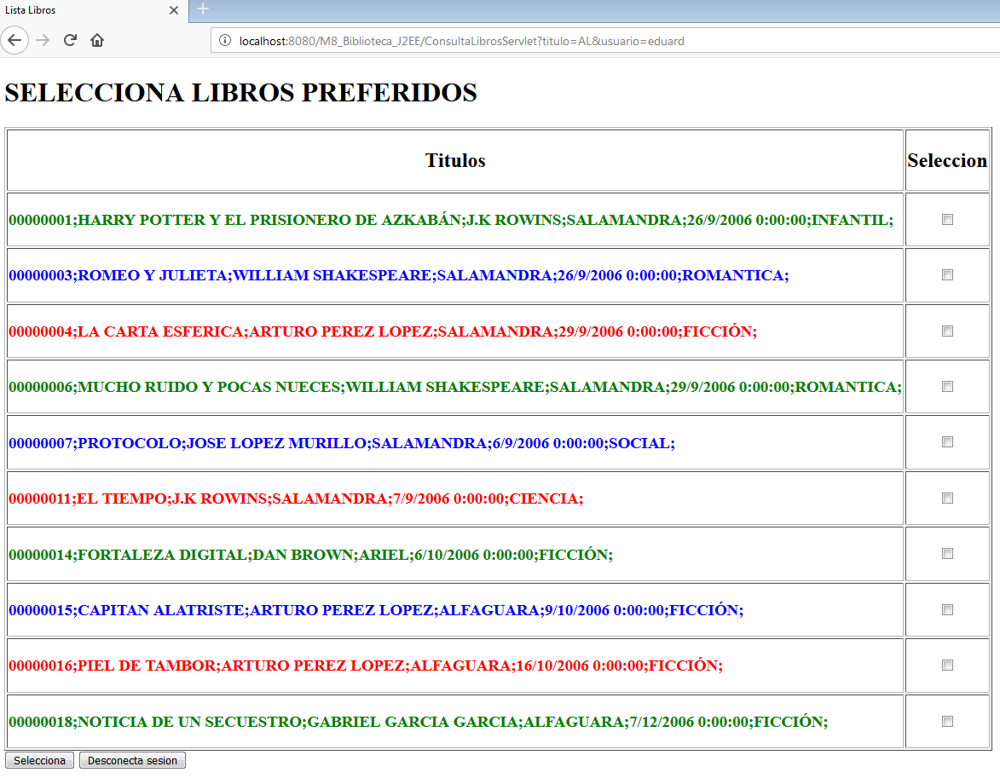 Lista Libros
localhost:8080/M8_Biblioteca_J2EE/ConsultaLibrosServlet?titulo=AL&usuario=eduard
SELECCIONA LIBROS PREFERIDOS
Titulos Seleccion
00000001;HARRY POTTER Y EL PRISIONERO DE AZKABÁN;J.K ROWINS;SALAMANDRA;26/9/2006 0:00:00;INFANTIL;
00000003;ROMEO Y JULIETA;WILLIAM SHAKESPEARE;SALAMANDRA;26/9/2006 0:00:00;ROMANTICA;
00000004;LA CARTA ESFERICA;ARTURO PEREZ LOPEZ;SALAMANDRA;29/9/2006 0:00:00;FICCIÓN;
00000006;MUCHO RUIDO Y POCAS NUECES;WILLIAM SHAKESPEARE;SALAMANDRA;29/9/2006 0:00:00;ROMANTICA;
00000007;PROTOCOLO;JOSE LOPEZ MURILLO;SALAMANDRA;6/9/2006 0:00:00;SOCIAL;
00000011;EL TIEMPO;J.K ROWINS;SALAMANDRA;7/9/2006 0:00:00;CIENCIA;
00000014;FORTALEZA DIGITAL;DAN BROWN;ARIEL;6/10/2006 0:00:00;FICCIÓN;
00000015;CAPITAN ALATRISTE;ARTURO PEREZ LOPEZ;ALFAGUARA;9/10/2006 0:00:00;FICCIÓN;
00000016;PIEL DE TAMBOR;ARTURO PEREZ LOPEZ;ALFAGUARA;16/10/2006 0:00:00;FICCIÓN;
00000018;NOTICIA DE UN SECUESTRO;GABRIEL GARCIA GARCIA;ALFAGUARA;7/12/2006 0:00:00;FICCIÓN;
Selecciona Desconecta sesion